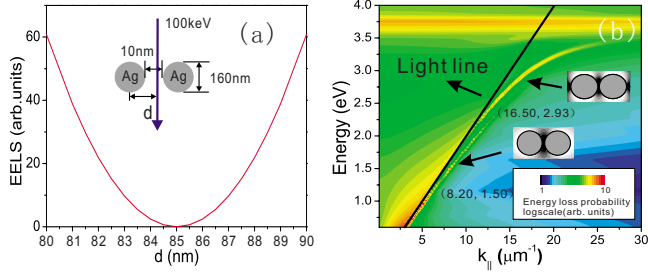 (a)
100keV
10nm
Ag
Ag
160nm
d
EELS (arb.units)
60
40
20
0
80 81 82 83 84 85 86 87 88 89 90
d (nm)
(b)
Light line
(16.50, 2.93)
(8.20, 1.50)
1 10
Energy loss probability
logscale(arb. units)
Energy (eV)
4.0
3.5
3.0
2.5
2.0
1.5
1.0
5 10 15 20 25 30
k∥ (μm⁻¹)